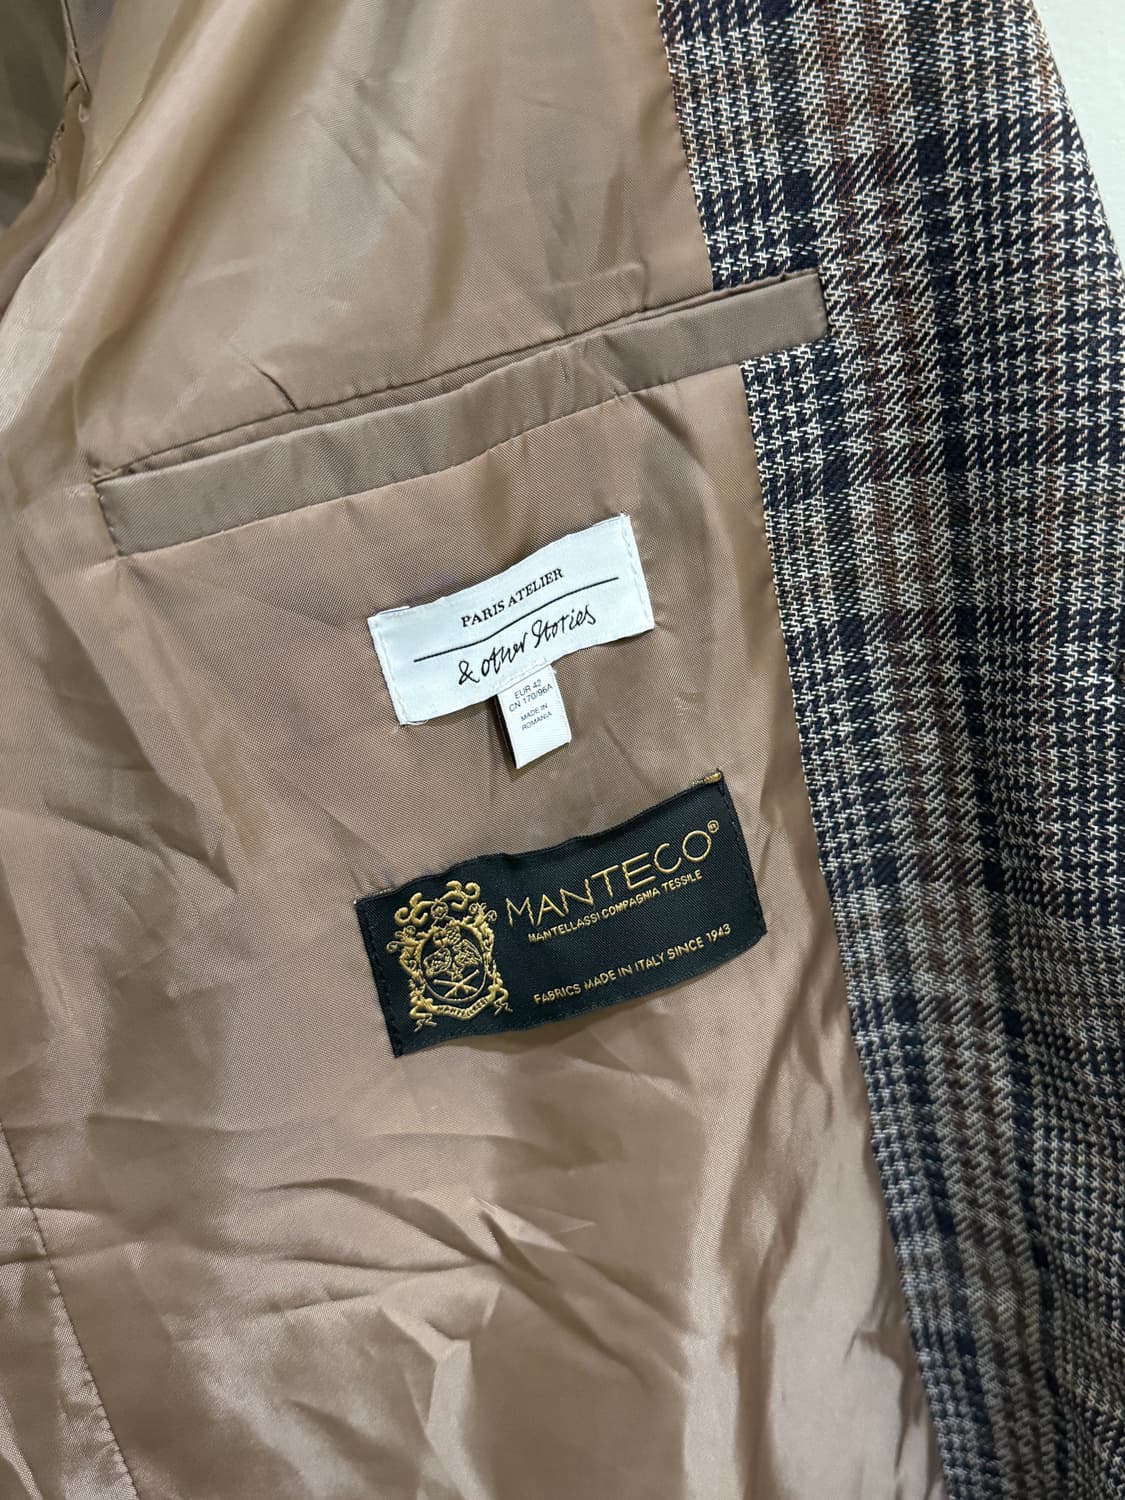 PARIS ATELIER
& other Stories
EUR 42
CN 170/96A
MADE IN
ROMANIA
MANTECO®
MANTELLASSI COMPAGNIA TESSILE
FABRICS MADE IN ITALY SINCE 1943